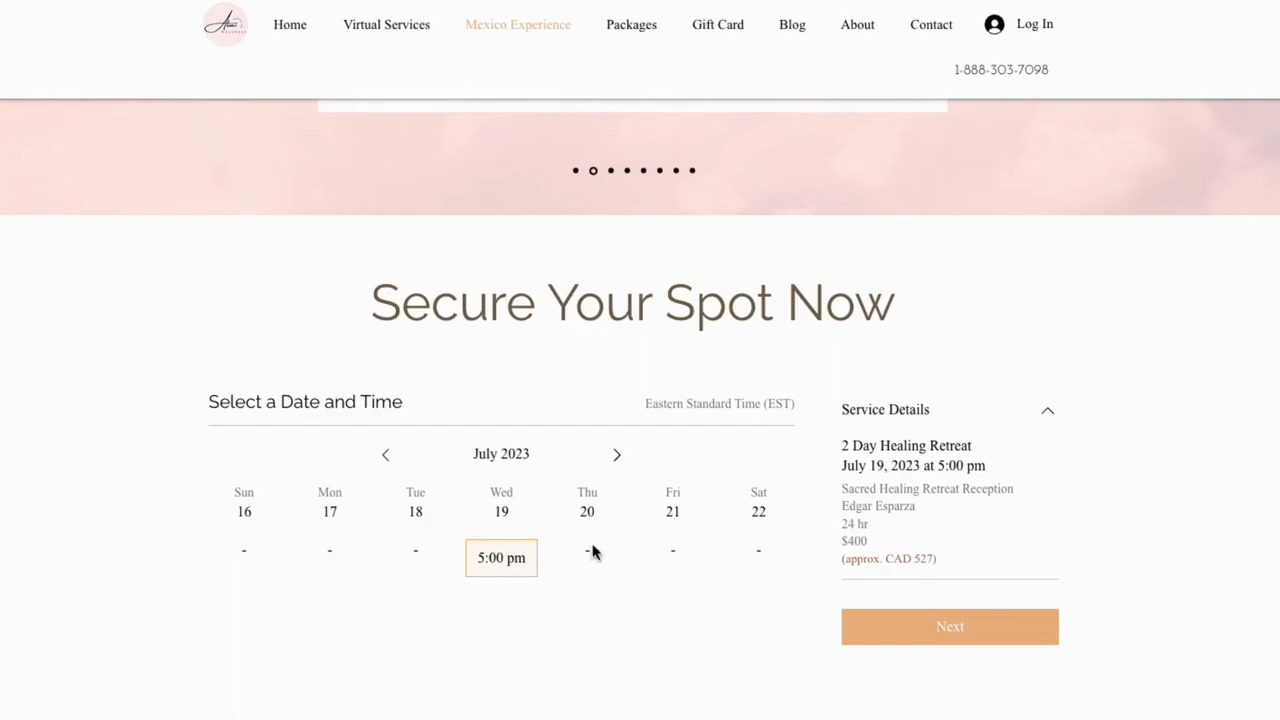 Home Virtual Services Mexico Experience Packages Gift Card Blog About Contact Log In
1-888-303-7098
Secure Your Spot Now
Select a Date and Time
Eastern Standard Time (EST)
July 2023
Sun Mon Tue Wed Thu Fri Sat
16 17 18 19 20 21 22
- - - 5:00 pm - - -
Service Details
2 Day Healing Retreat
July 19, 2023 at 5:00 pm
Sacred Healing Retreat Reception
Edgar Esparza
24 hr
$400
(approx. CAD 527)
Next